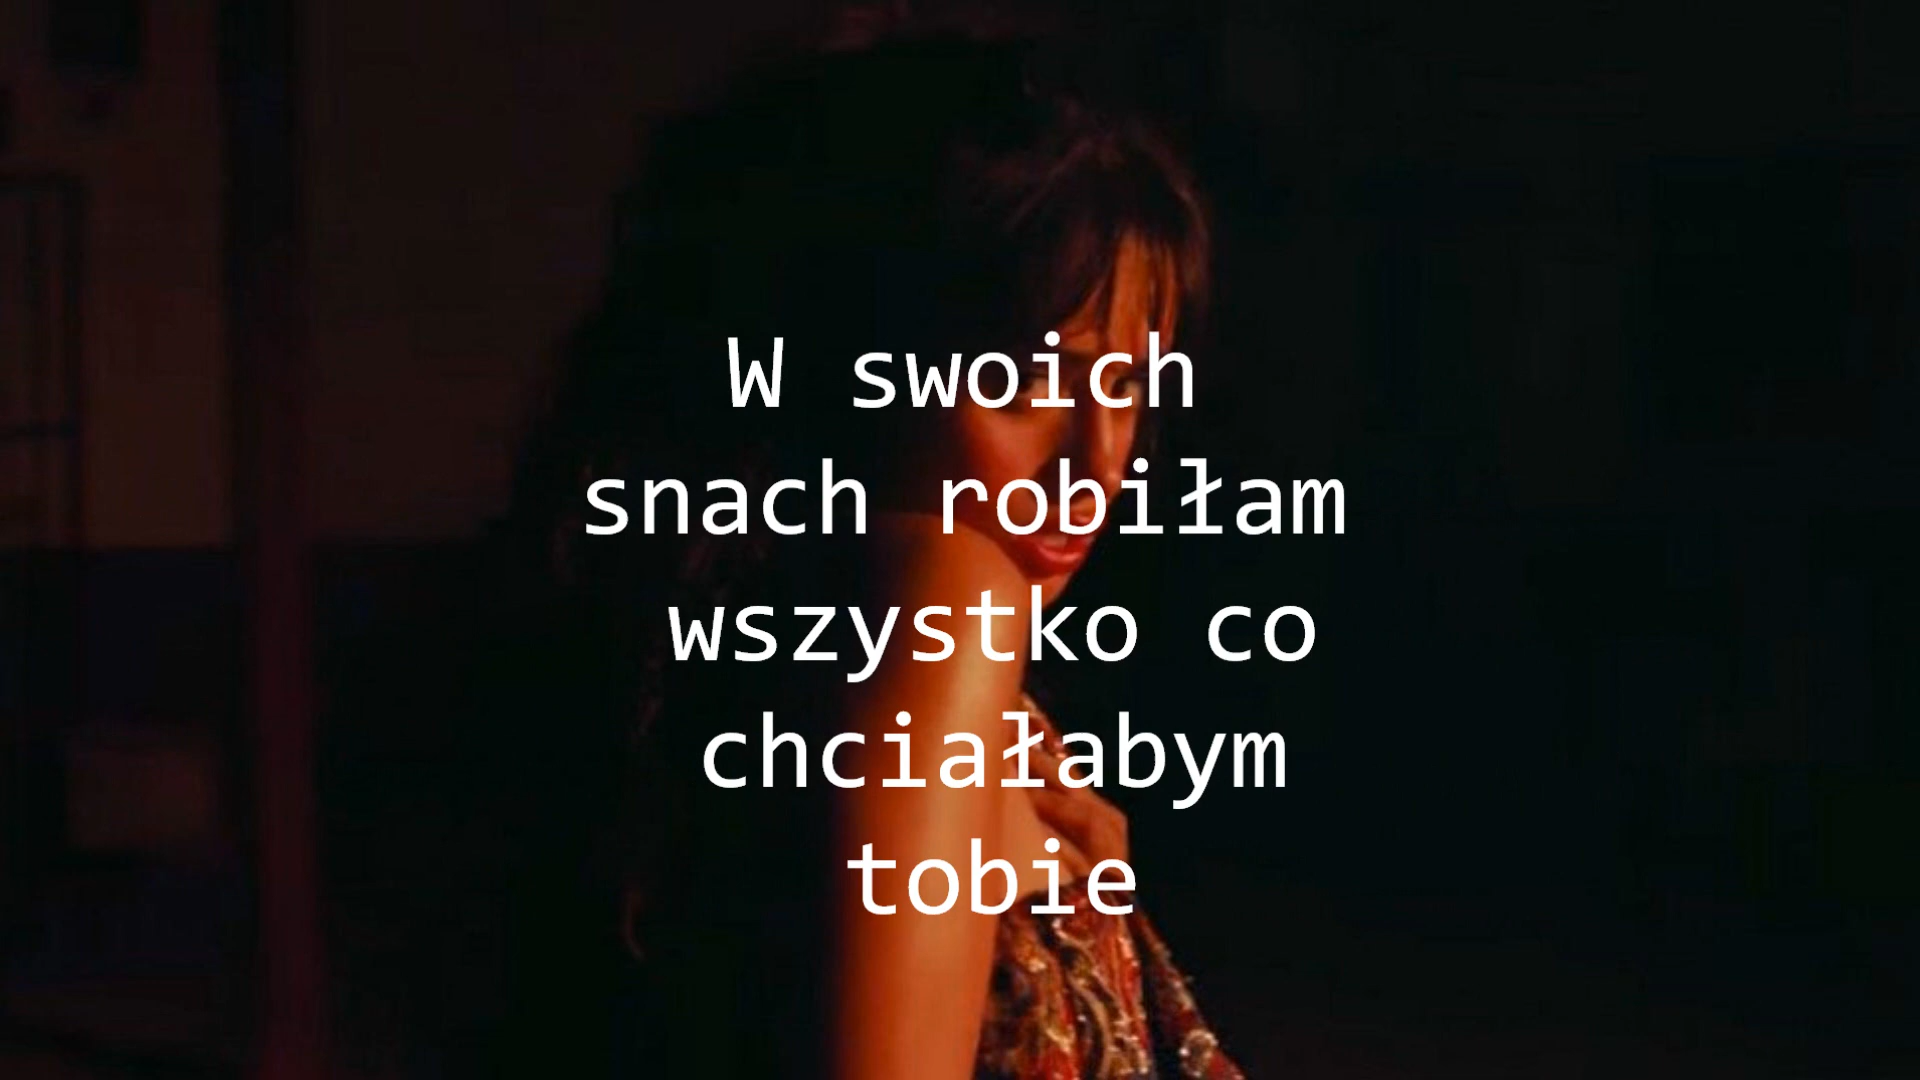 W swoich
snach robiłam
wszystko co
chciałabym
tobie